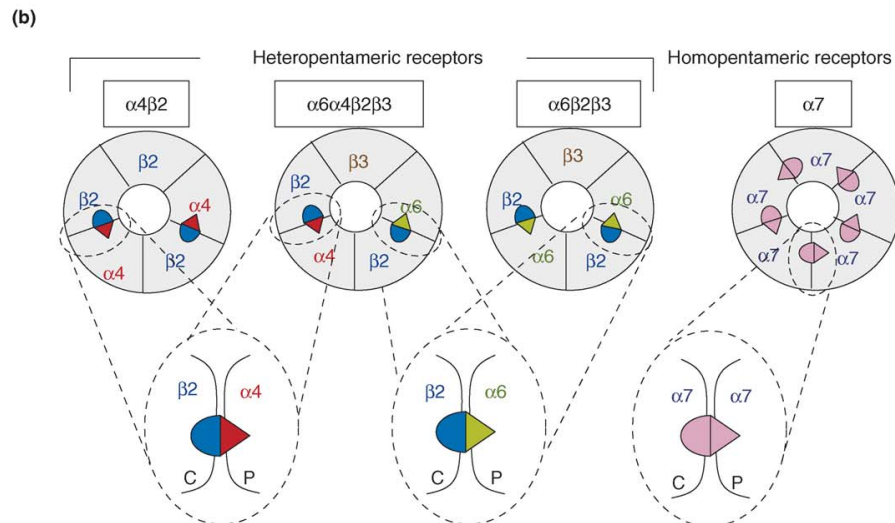 (b)
Heteropentameric receptors Homopentameric receptors
α4β2 α6α4β2β3 α6β2β3 α7
β2 β3 β3 α7 α7
β2 α4 β2 α6 β2 α6 α7 α7
α4 β2 α4 β2 α6 β2 α7
β2 α4 β2 α6 α7 α7
C P C P C P